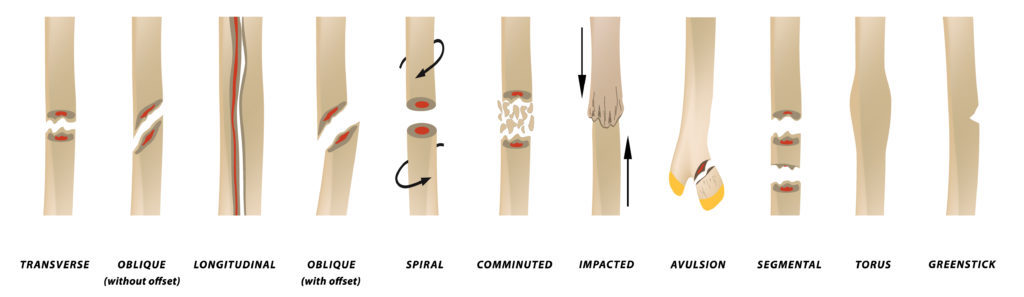 TRANSVERSE
OBLIQUE
(without offset)
LONGITUDINAL
OBLIQUE
(with offset)
SPIRAL
COMMINUTED
IMPACTED
AVULSION
SEGMENTAL
TORUS
GREENSTICK